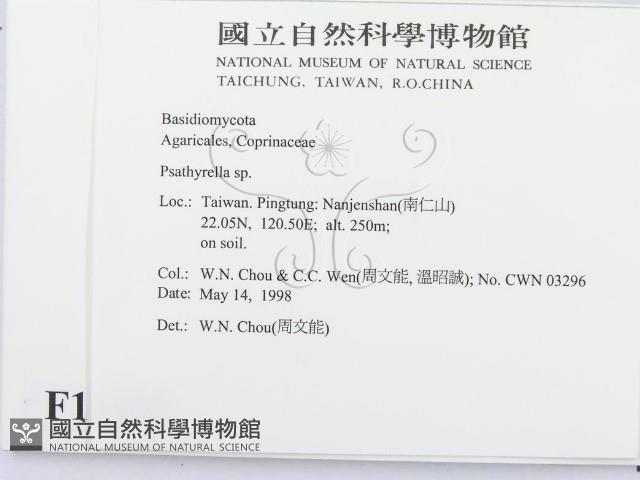 國立自然科學博物館
NATIONAL MUSEUM OF NATURAL SCIENCE
TAICHUNG, TAIWAN, R.O.CHINA
Basidiomycota
Agaricales, Coprinaceae
Psathyrella sp.
Loc.: Taiwan. Pingtung: Nanjenshan(南仁山)
22.05N, 120.50E; alt. 250m;
on soil.
Col.: W.N. Chou & C.C. Wen(周文能, 溫昭誠); No. CWN 03296
Date: May 14, 1998
Det.: W.N. Chou(周文能)
F1
國立自然科學博物館
NATIONAL MUSEUM OF NATURAL SCIENCE